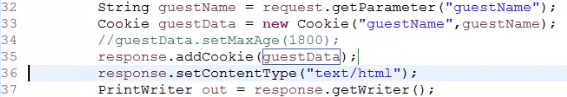 32 String guestName = request.getParameter("guestName");
33 Cookie guestData = new Cookie("guestName",guestName);
34 //guestData.setMaxAge(1800);
35 response.addCookie(guestData);
36 response.setContentType("text/html");
37 PrintWriter out = response.getWriter();